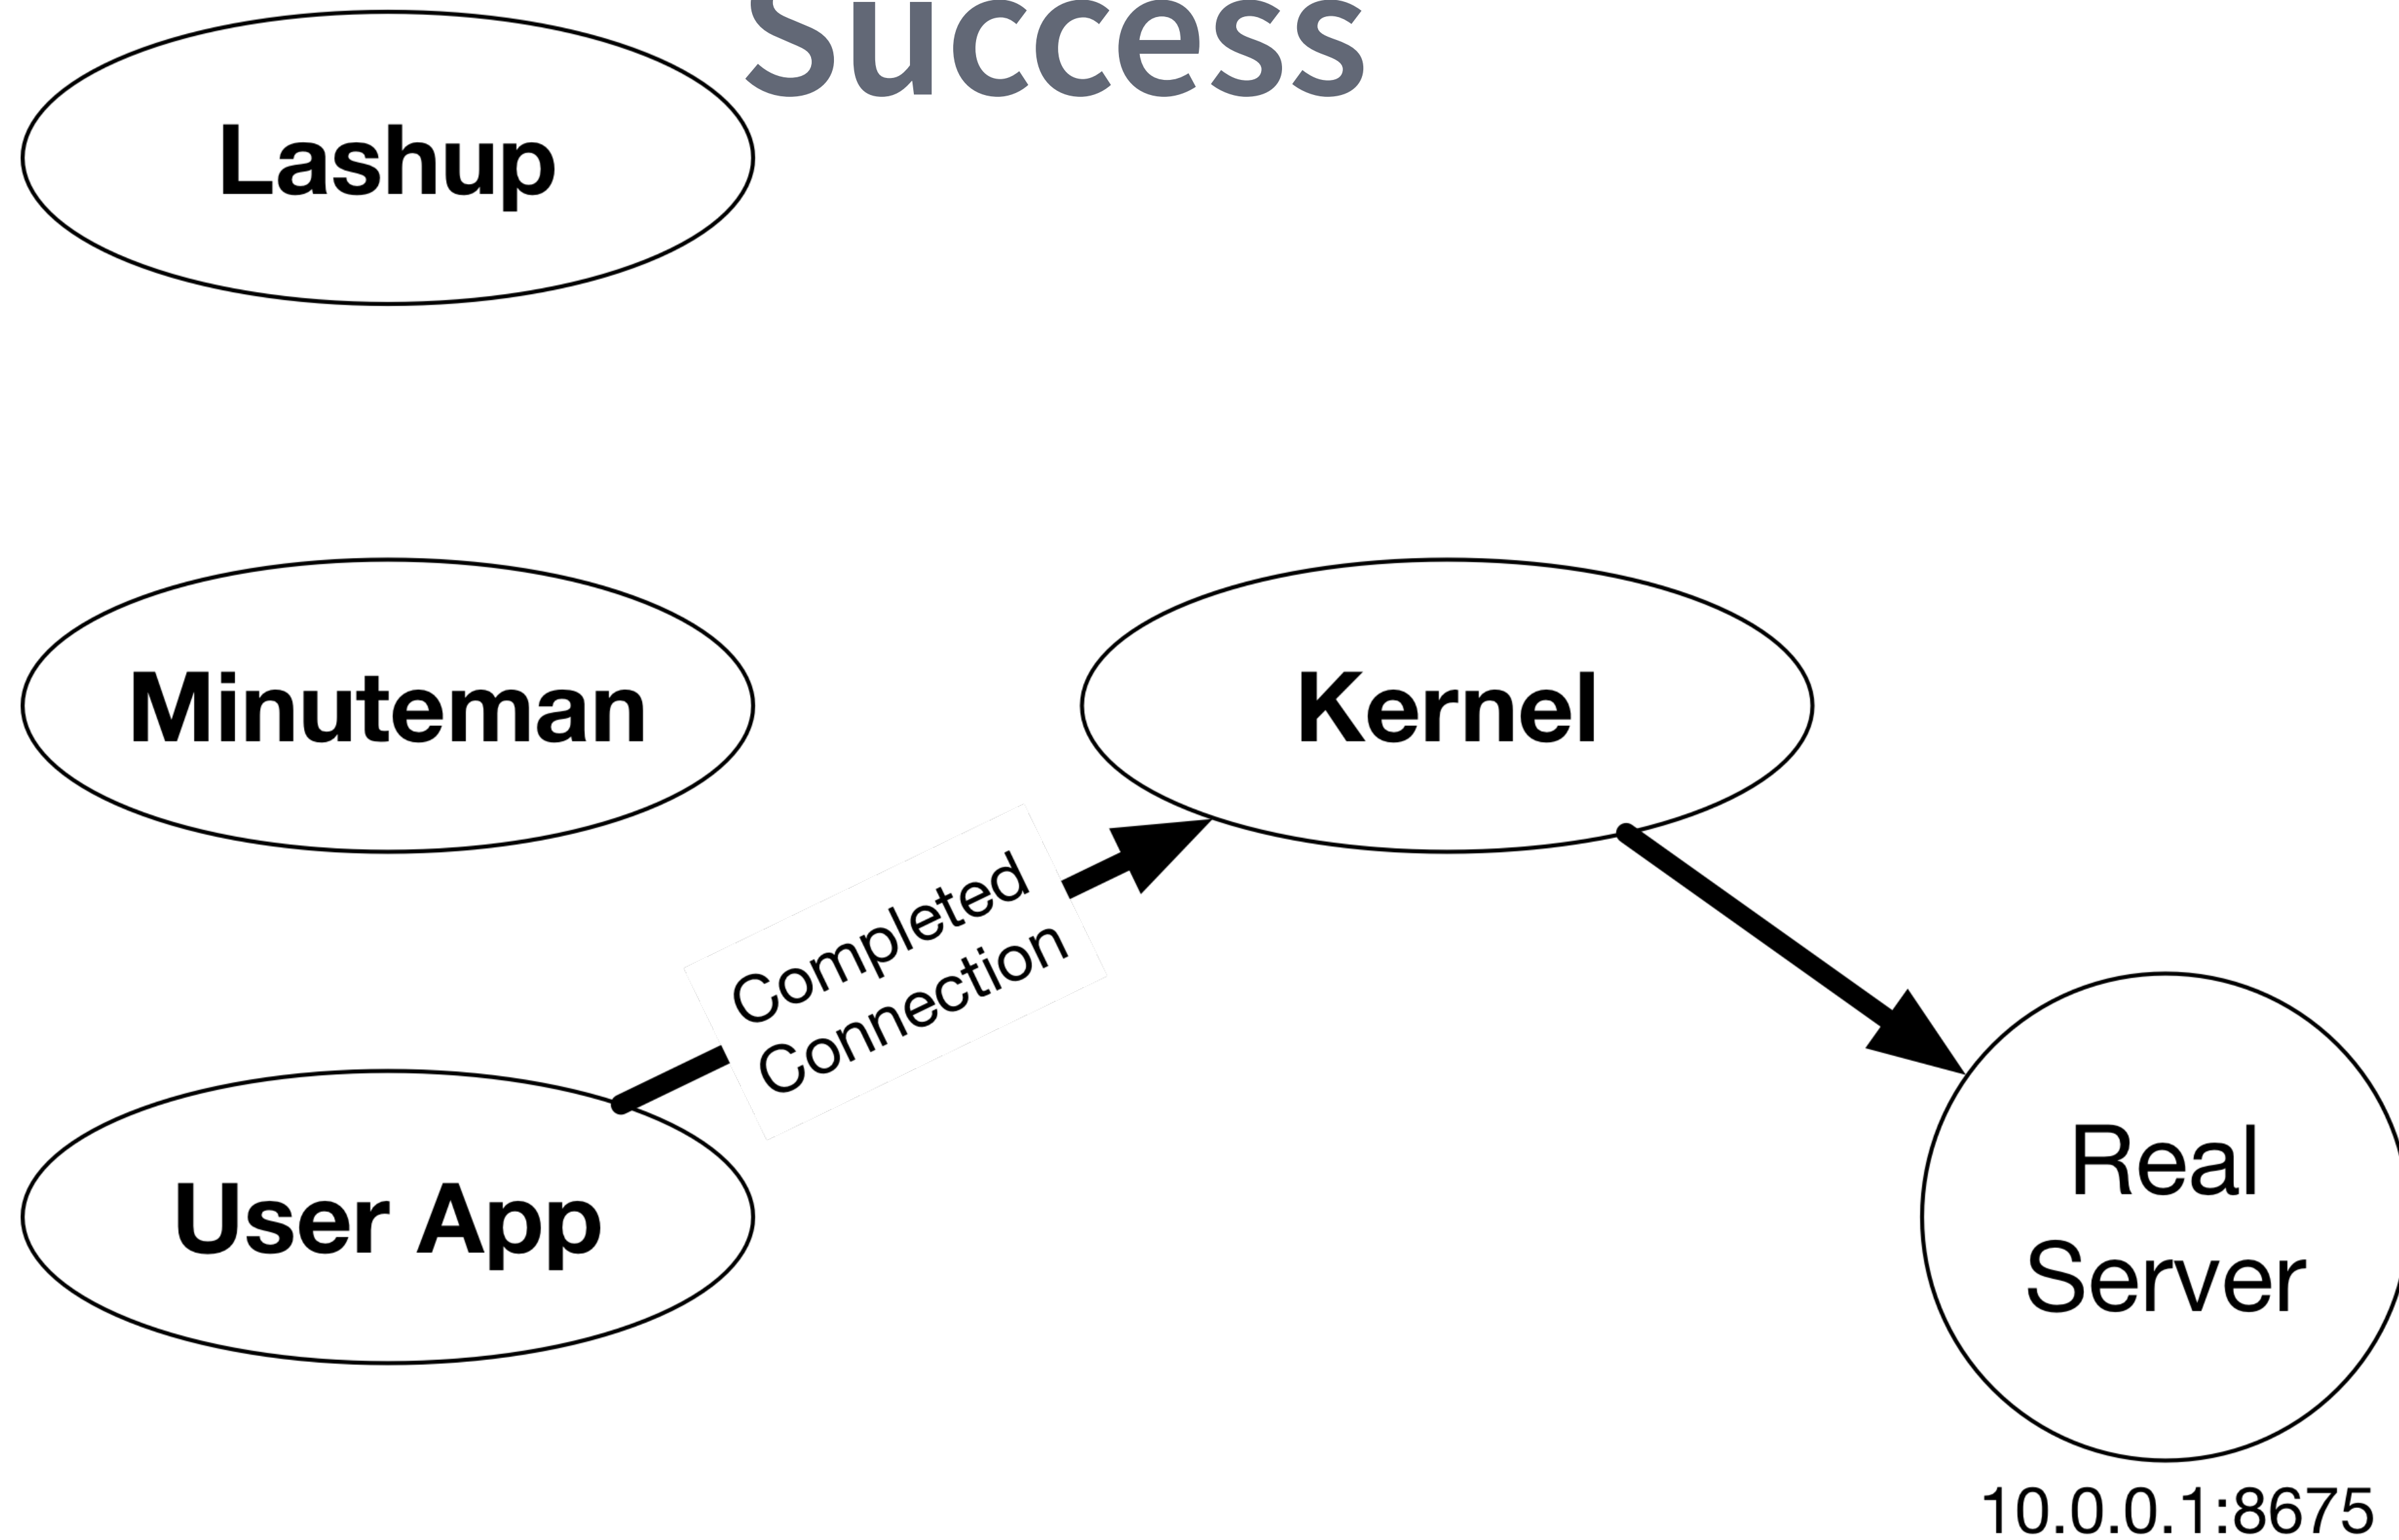 Success
Lashup
Minuteman
Kernel
Completed
Connection
User App
Real
Server
10.0.0.1:8675